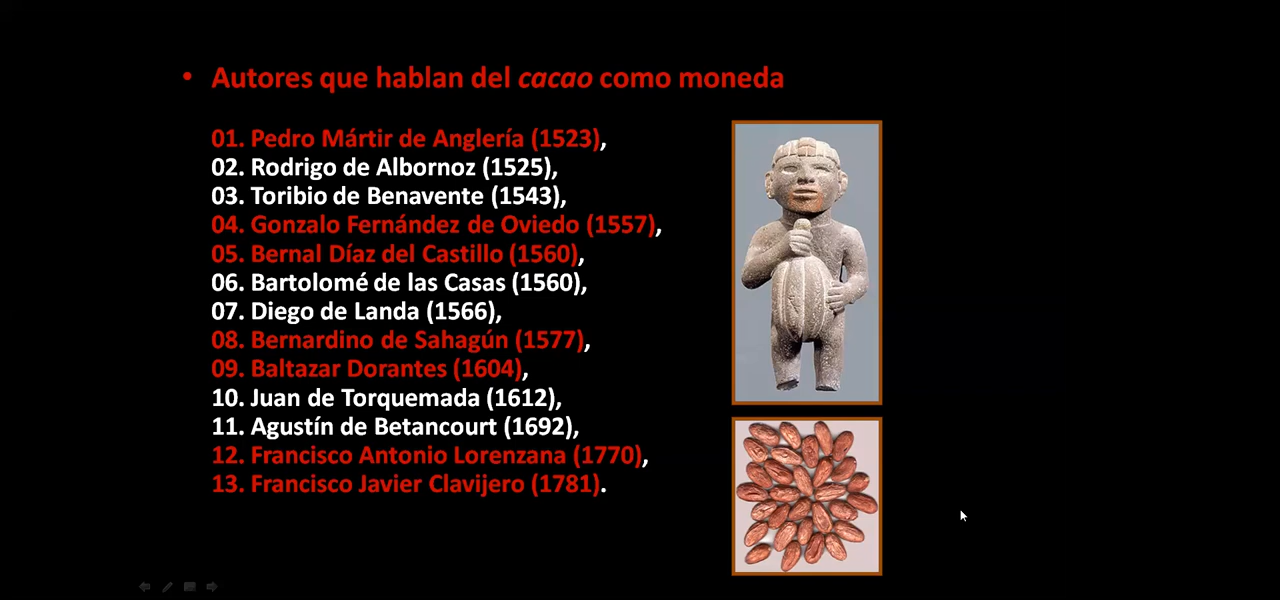 • Autores que hablan del cacao como moneda
01. Pedro Mártir de Anglería (1523),
02. Rodrigo de Albornoz (1525),
03. Toribio de Benavente (1543),
04. Gonzalo Fernández de Oviedo (1557),
05. Bernal Díaz del Castillo (1560),
06. Bartolomé de las Casas (1560),
07. Diego de Landa (1566),
08. Bernardino de Sahagún (1577),
09. Baltazar Dorantes (1604),
10. Juan de Torquemada (1612),
11. Agustín de Betancourt (1692),
12. Francisco Antonio Lorenzana (1770),
13. Francisco Javier Clavijero (1781).